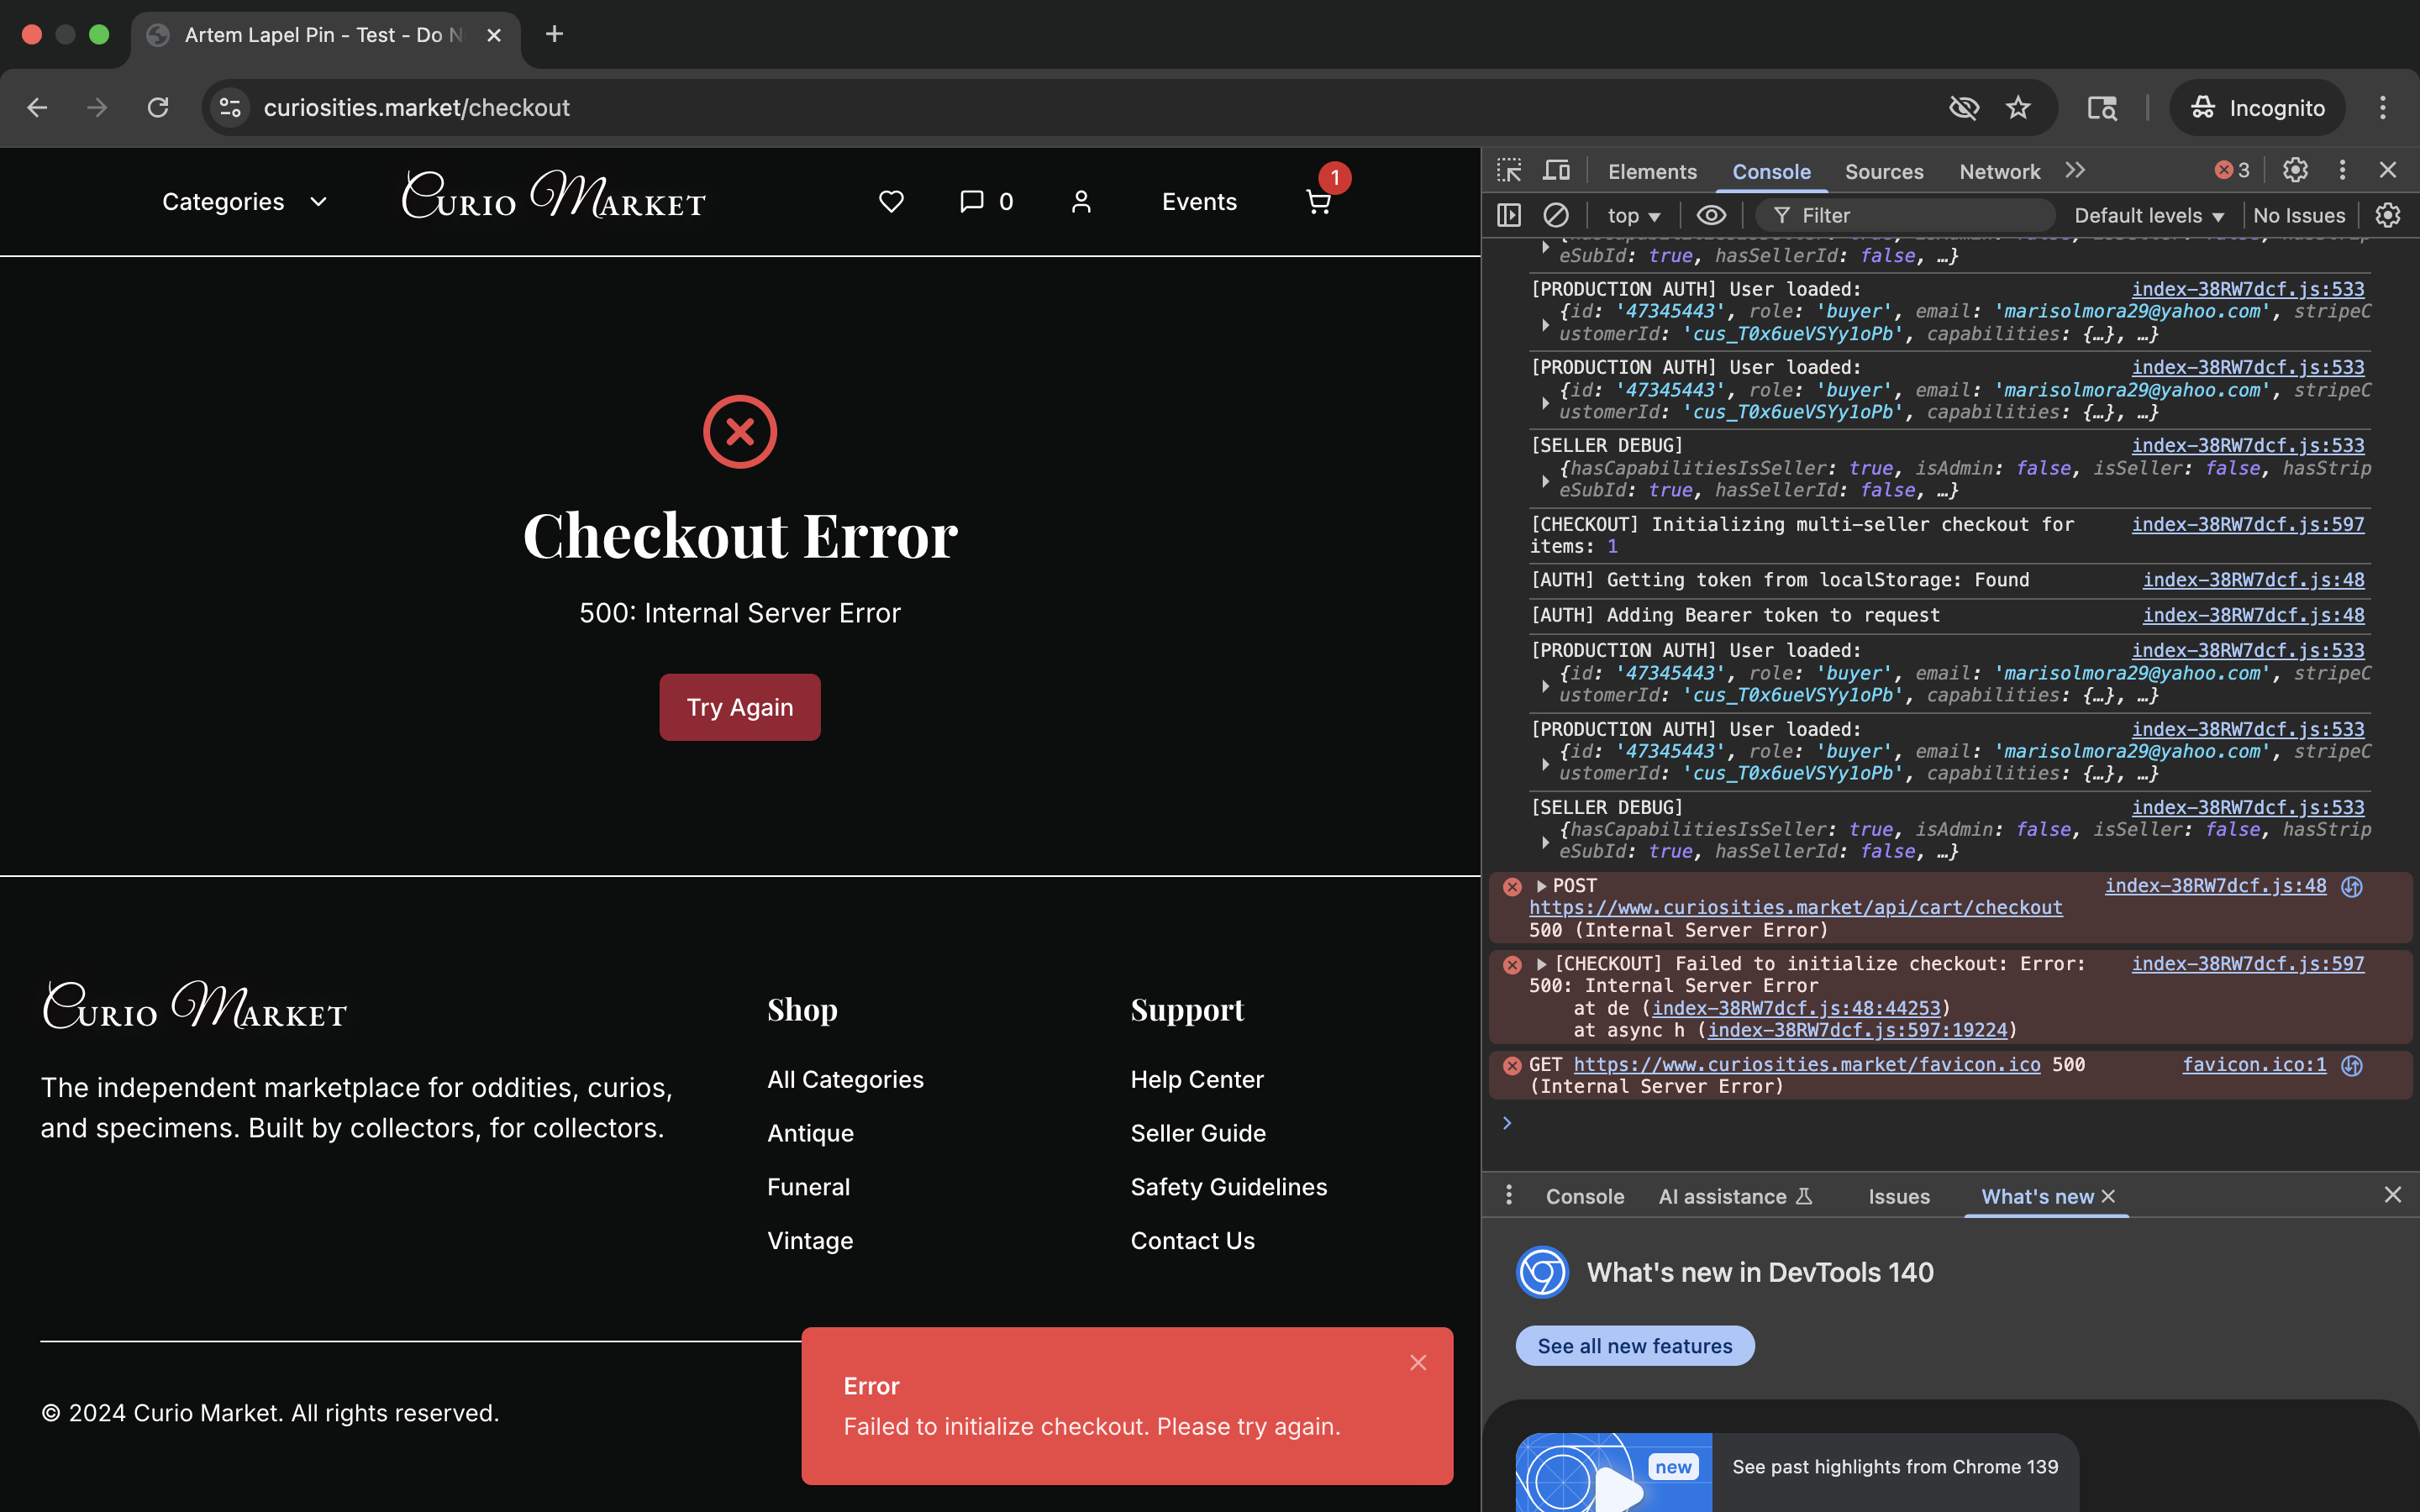 Artem Lapel Pin - Test - Do N
curiosities.market/checkout
Incognito
Categories
Curio Market
0
Events
1
Checkout Error
500: Internal Server Error
Try Again
Curio Market
The independent marketplace for oddities, curios,
and specimens. Built by collectors, for collectors.
Shop
All Categories
Antique
Funeral
Vintage
Support
Help Center
Seller Guide
Safety Guidelines
Contact Us
© 2024 Curio Market. All rights reserved.
Error
Failed to initialize checkout. Please try again.
Elements Console Sources Network 3
top Filter Default levels No Issues
eSubId: true, hasSellerId: false, …}
[PRODUCTION AUTH] User loaded: index-38RW7dcf.js:533
{id: '47345443', role: 'buyer', email: 'marisolmora29@yahoo.com', stripeC
ustomerId: 'cus_T0x6ueVSYy1oPb', capabilities: {…}, …}
[PRODUCTION AUTH] User loaded: index-38RW7dcf.js:533
{id: '47345443', role: 'buyer', email: 'marisolmora29@yahoo.com', stripeC
ustomerId: 'cus_T0x6ueVSYy1oPb', capabilities: {…}, …}
[SELLER DEBUG] index-38RW7dcf.js:533
{hasCapabilitiesIsSeller: true, isAdmin: false, isSeller: false, hasStrip
eSubId: true, hasSellerId: false, …}
[CHECKOUT] Initializing multi-seller checkout for index-38RW7dcf.js:597
items: 1
[AUTH] Getting token from localStorage: Found index-38RW7dcf.js:48
[AUTH] Adding Bearer token to request index-38RW7dcf.js:48
[PRODUCTION AUTH] User loaded: index-38RW7dcf.js:533
{id: '47345443', role: 'buyer', email: 'marisolmora29@yahoo.com', stripeC
ustomerId: 'cus_T0x6ueVSYy1oPb', capabilities: {…}, …}
[PRODUCTION AUTH] User loaded: index-38RW7dcf.js:533
{id: '47345443', role: 'buyer', email: 'marisolmora29@yahoo.com', stripeC
ustomerId: 'cus_T0x6ueVSYy1oPb', capabilities: {…}, …}
[SELLER DEBUG] index-38RW7dcf.js:533
{hasCapabilitiesIsSeller: true, isAdmin: false, isSeller: false, hasStrip
eSubId: true, hasSellerId: false, …}
POST index-38RW7dcf.js:48
https://www.curiosities.market/api/cart/checkout
500 (Internal Server Error)
[CHECKOUT] Failed to initialize checkout: Error: index-38RW7dcf.js:597
500: Internal Server Error
at de (index-38RW7dcf.js:48:44253)
at async h (index-38RW7dcf.js:597:19224)
GET https://www.curiosities.market/favicon.ico 500 favicon.ico:1
(Internal Server Error)
Console AI assistance Issues What's new
What's new in DevTools 140
See all new features
new
See past highlights from Chrome 139